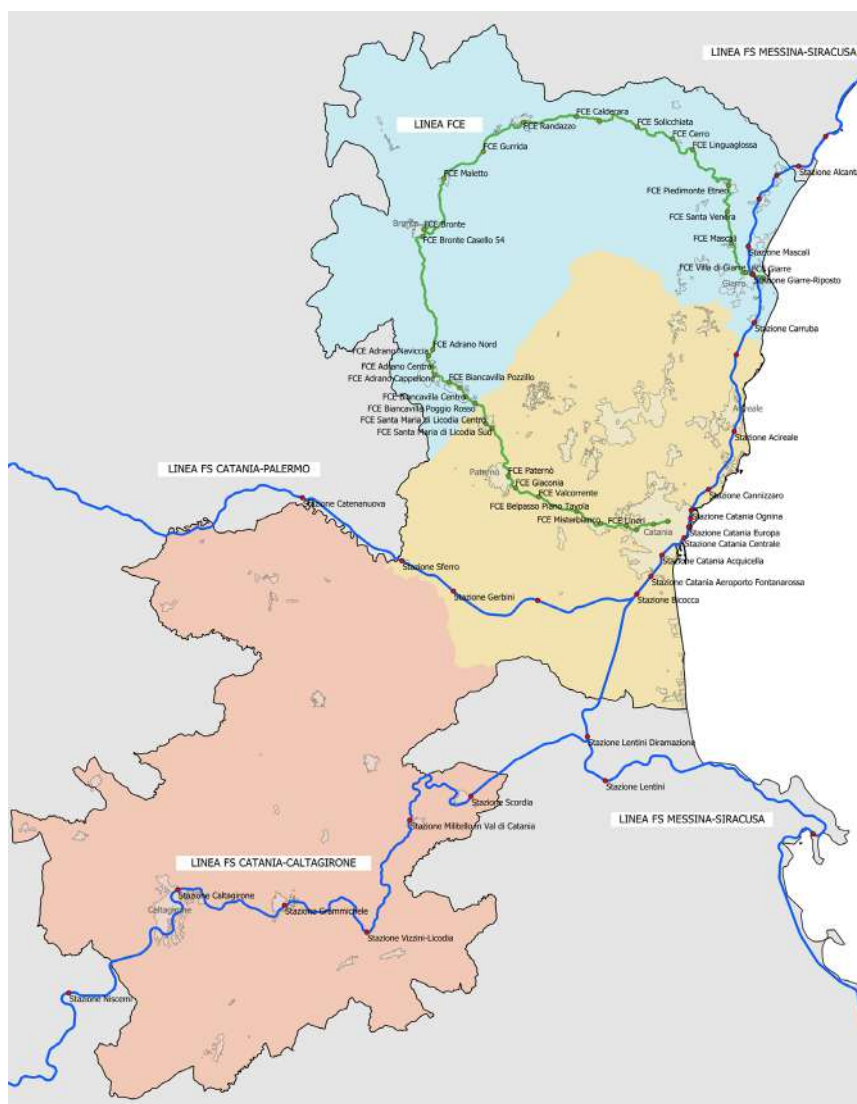 LINEA FS MESSINA-SIRACUSA
LINEA FCE
FCE Calderara
FCE Randazzo
FCE Solicchiata
FCE Cerro
FCE Linguaglossa
FCE Gurrida
FCE Maletto
Stazione Alcanta
FCE Piedimonte Etneo
FCE Santa Venera
Bronte
FCE Bronte
FCE Bronte Casello 54
FCE Mascali
Stazione Mascali
FCE Villa di Giarre
FCE Giarre
Stazione Giarre-Riposto
Giarre
Stazione Carruba
FCE Adrano Nord
FCE Adrano Naviccia
FCE Adrano Centro
FCE Adrano Cappellone
FCE Biancavilla Pozzillo
FCE Biancavilla Centro
FCE Biancavilla Poggio Rosso
FCE Santa Maria di Licodia Centro
FCE Santa Maria di Licodia Sud
Acireale
Stazione Acireale
LINEA FS CATANIA-PALERMO
Paternò
FCE Paternò
FCE Giaconia
FCE Valcorrente
Stazione Cannizzaro
Stazione Catenanuova
FCE Belpasso Piano Tavola
FCE Misterbianco
FCE Lineri
Catania
Stazione Catania Ognina
Stazione Catania Europa
Stazione Catania Centrale
Stazione Catania Acquicella
Stazione Sferro
Stazione Catania Aeroporto Fontanarossa
Stazione Gerbini
Stazione Bicocca
Stazione Lentini Diramazione
Stazione Lentini
Stazione Scordia
Stazione Militello in Val di Catania
LINEA FS MESSINA-SIRACUSA
LINEA FS CATANIA-CALTAGIRONE
Stazione Caltagirone
Caltagirone
Stazione Grammichele
Stazione Vizzini-Licodia
Stazione Niscemi